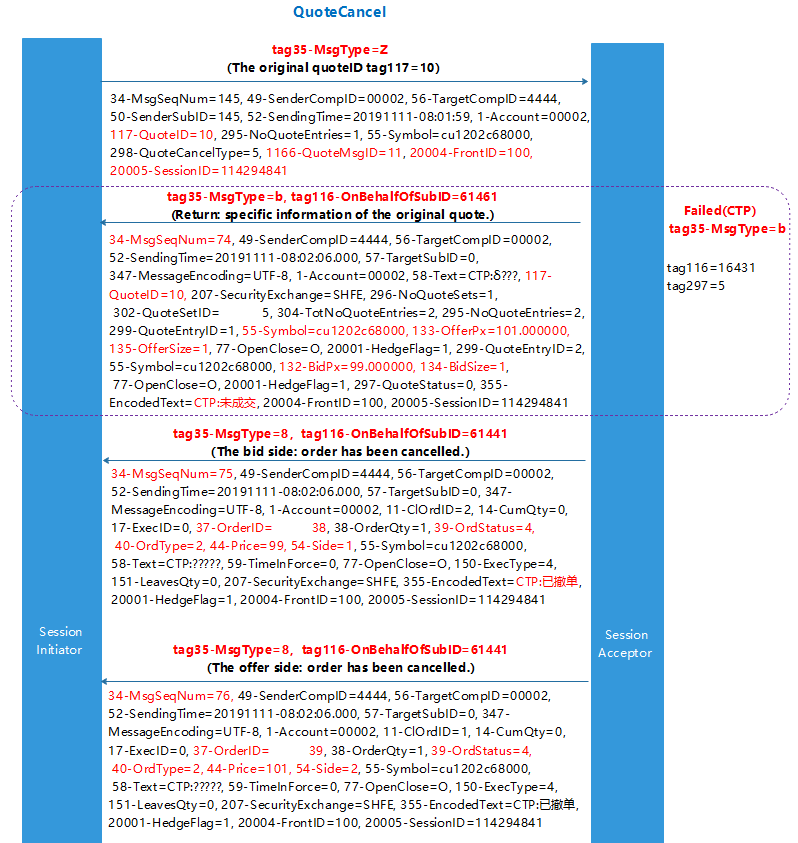 QuoteCancel
tag35-MsgType=Z
(The original quoteID tag117=10)
34-MsgSeqNum=145, 49-SenderCompID=00002, 56-TargetCompID=4444,
50-SenderSubID=145, 52-SendingTime=20191111-08:01:59, 1-Account=00002,
117-QuoteID=10, 295-NoQuoteEntries=1, 55-Symbol=cu1202c68000,
298-QuoteCancelType=5, 1166-QuoteMsgID=11, 20004-FrontID=100,
20005-SessionID=114294841
tag35-MsgType=b, tag116-OnBehalfOfSubID=61461
(Return: specific information of the original quote.)
34-MsgSeqNum=74, 49-SenderCompID=4444, 56-TargetCompID=00002,
52-SendingTime=20191111-08:02:06.000, 57-TargetSubID=0,
347-MessageEncoding=UTF-8, 1-Account=00002, 58-Text=CTP:δ???, 117-
QuoteID=10, 207-SecurityExchange=SHFE, 296-NoQuoteSets=1,
302-QuoteSetID= 5, 304-TotNoQuoteEntries=2, 295-NoQuoteEntries=2,
299-QuoteEntryID=1, 55-Symbol=cu1202c68000, 133-OfferPx=101.000000,
135-OfferSize=1, 77-OpenClose=O, 20001-HedgeFlag=1, 299-QuoteEntryID=2,
55-Symbol=cu1202c68000, 132-BidPx=99.000000, 134-BidSize=1,
77-OpenClose=O, 20001-HedgeFlag=1, 297-QuoteStatus=0, 355-
EncodedText=CTP:未成交, 20004-FrontID=100, 20005-SessionID=114294841
Failed(CTP)
tag35-MsgType=b
tag116=16431
tag297=5
tag35-MsgType=8, tag116-OnBehalfOfSubID=61441
(The bid side: order has been cancelled.)
34-MsgSeqNum=75, 49-SenderCompID=4444, 56-TargetCompID=00002,
52-SendingTime=20191111-08:02:06.000, 57-TargetSubID=0, 347-
MessageEncoding=UTF-8, 1-Account=00002, 11-ClOrdID=2, 14-CumQty=0,
17-ExecID=0, 37-OrderID= 38, 38-OrderQty=1, 39-OrdStatus=4,
40-OrdType=2, 44-Price=99, 54-Side=1, 55-Symbol=cu1202c68000,
58-Text=CTP:?????, 59-TimeInForce=0, 77-OpenClose=O, 150-ExecType=4,
151-LeavesQty=0, 207-SecurityExchange=SHFE, 355-EncodedText=CTP:已撤单,
20001-HedgeFlag=1, 20004-FrontID=100, 20005-SessionID=114294841
Session
Initiator
Session
Acceptor
tag35-MsgType=8, tag116-OnBehalfOfSubID=61441
(The offer side: order has been cancelled.)
34-MsgSeqNum=76, 49-SenderCompID=4444, 56-TargetCompID=00002,
52-SendingTime=20191111-08:02:06.000, 57-TargetSubID=0, 347-
MessageEncoding=UTF-8, 1-Account=00002, 11-ClOrdID=1, 14-CumQty=0,
17-ExecID=0, 37-OrderID= 39, 38-OrderQty=1, 39-OrdStatus=4,
40-OrdType=2, 44-Price=101, 54-Side=2, 55-Symbol=cu1202c68000,
58-Text=CTP:?????, 59-TimeInForce=0, 77-OpenClose=O, 150-ExecType=4,
151-LeavesQty=0, 207-SecurityExchange=SHFE, 355-EncodedText=CTP:已撤单,
20001-HedgeFlag=1, 20004-FrontID=100, 20005-SessionID=114294841